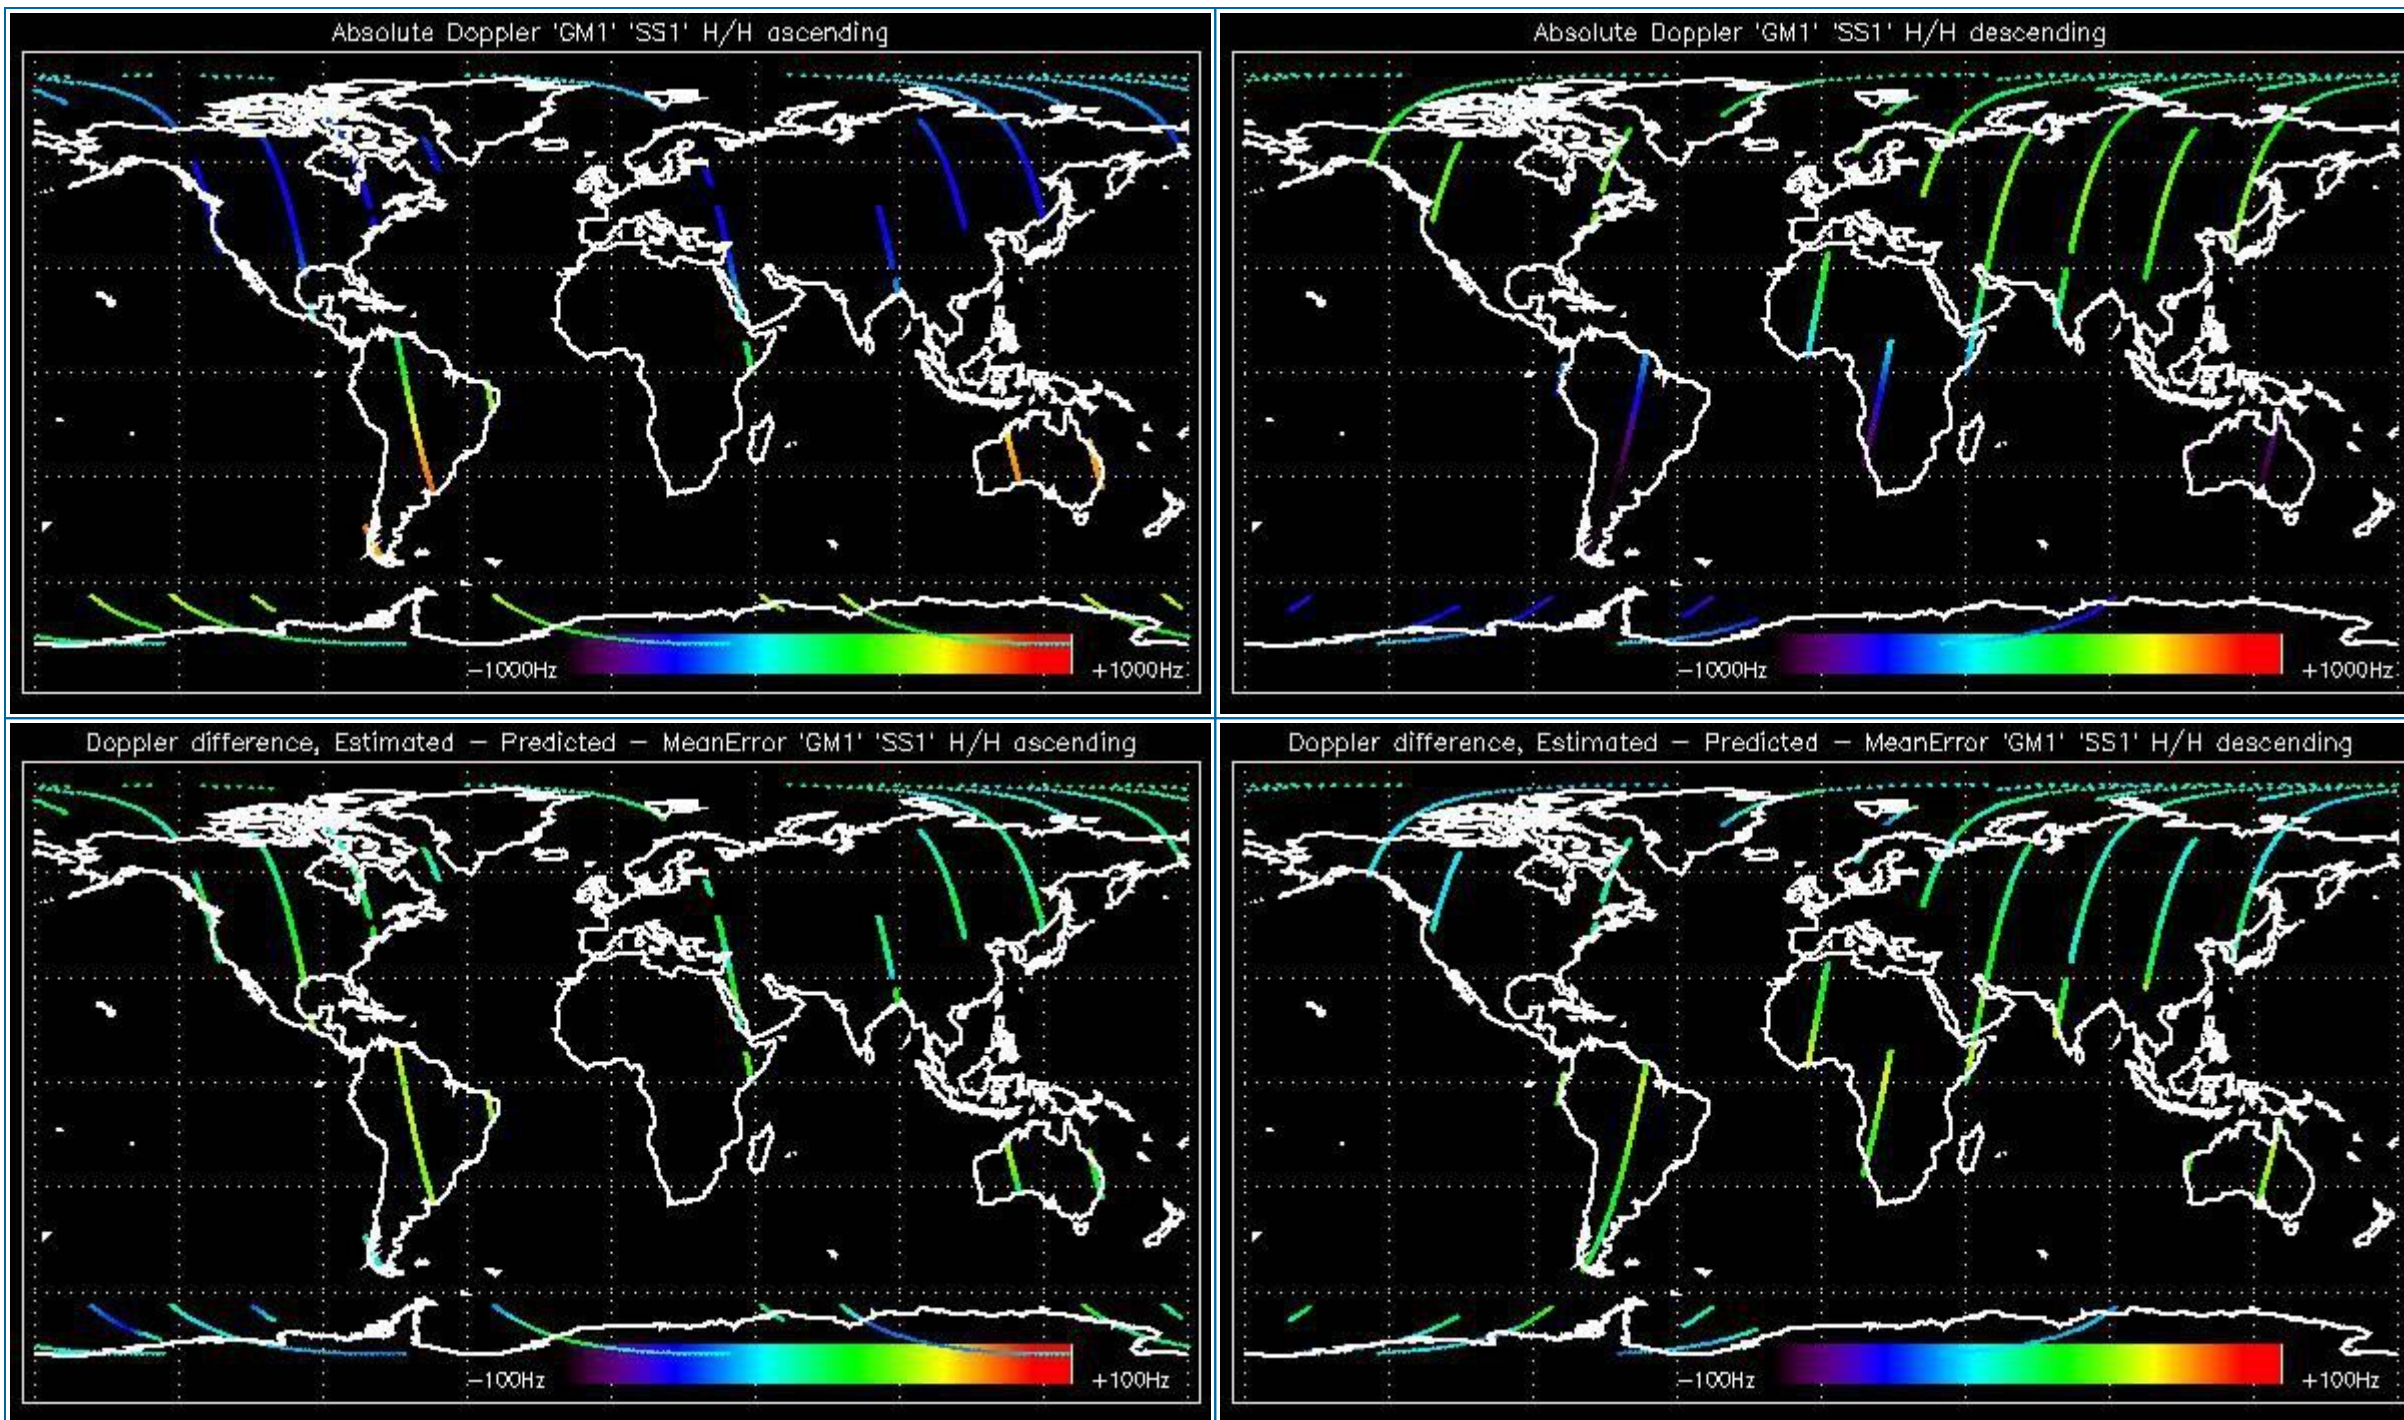 Absolute Doppler 'GM1' 'SS1' H/H ascending
-1000Hz
+1000Hz
Absolute Doppler 'GM1' 'SS1' H/H descending
-1000Hz
+1000Hz
Doppler difference, Estimated - Predicted - MeanError 'GM1' 'SS1' H/H ascending
-100Hz
+100Hz
Doppler difference, Estimated - Predicted - MeanError 'GM1' 'SS1' H/H descending
-100Hz
+100Hz